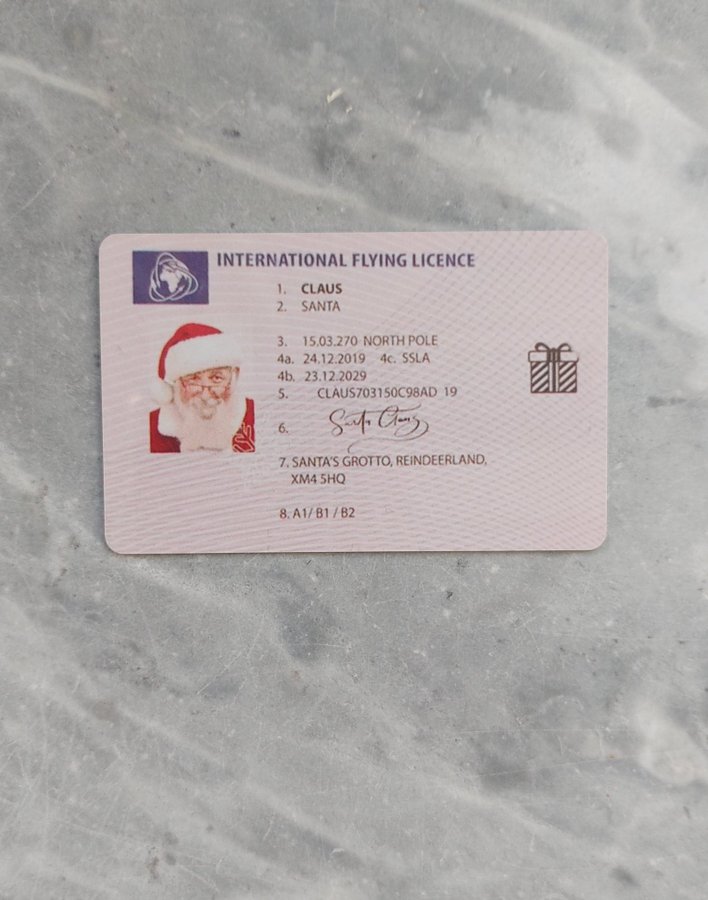 INTERNATIONAL FLYING LICENCE
1. CLAUS
2. SANTA
3. 15.03.270 NORTH POLE
4a. 24.12.2019 4c. SSLA
4b. 23.12.2029
5. CLAUS703150C98AD 19
6. Santa Claus
7. SANTA'S GROTTO, REINDEERLAND,
XM4 5HQ
8. A1/ B1 / B2